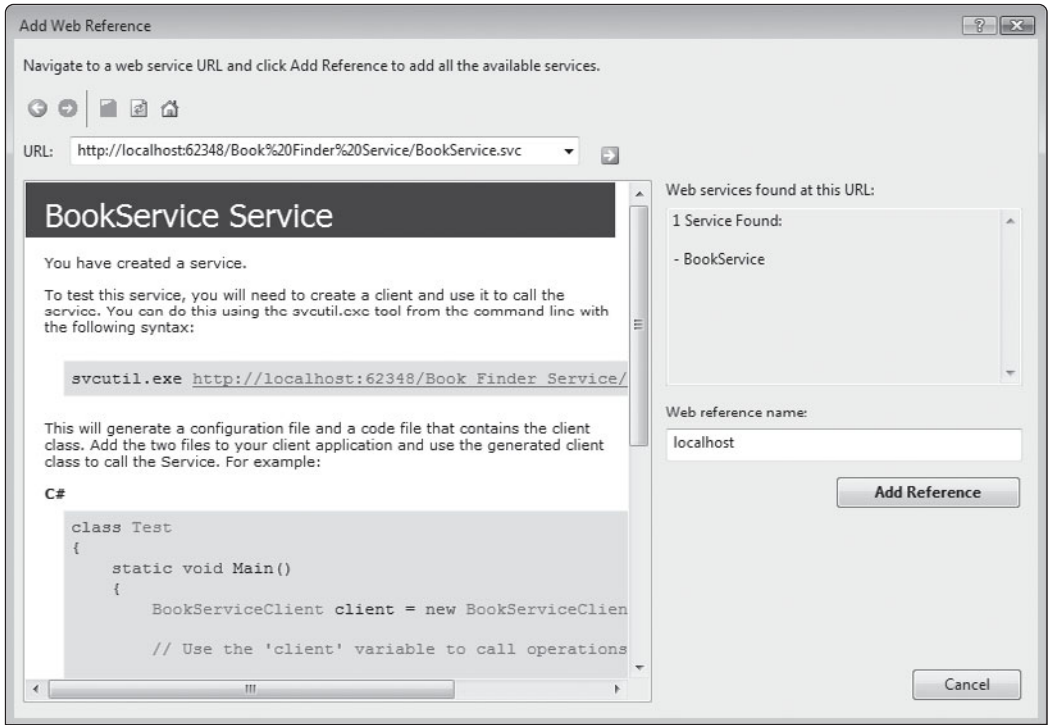 Add Web Reference
Navigate to a web service URL and click Add Reference to add all the available services.
URL: http://localhost:62348/Book%20Finder%20Service/BookService.svc
BookService Service
You have created a service.
To test this service, you will need to create a client and use it to call the
service. You can do this using the svcutil.exe tool from the command line with
the following syntax:
svcutil.exe http://localhost:62348/Book Finder Service/
This will generate a configuration file and a code file that contains the client
class. Add the two files to your client application and use the generated client
class to call the Service. For example:
C#
class Test
{
static void Main()
{
BookServiceClient client = new BookServiceClien
// Use the 'client' variable to call operations
Web services found at this URL:
1 Service Found:
- BookService
Web reference name:
localhost
Add Reference
Cancel